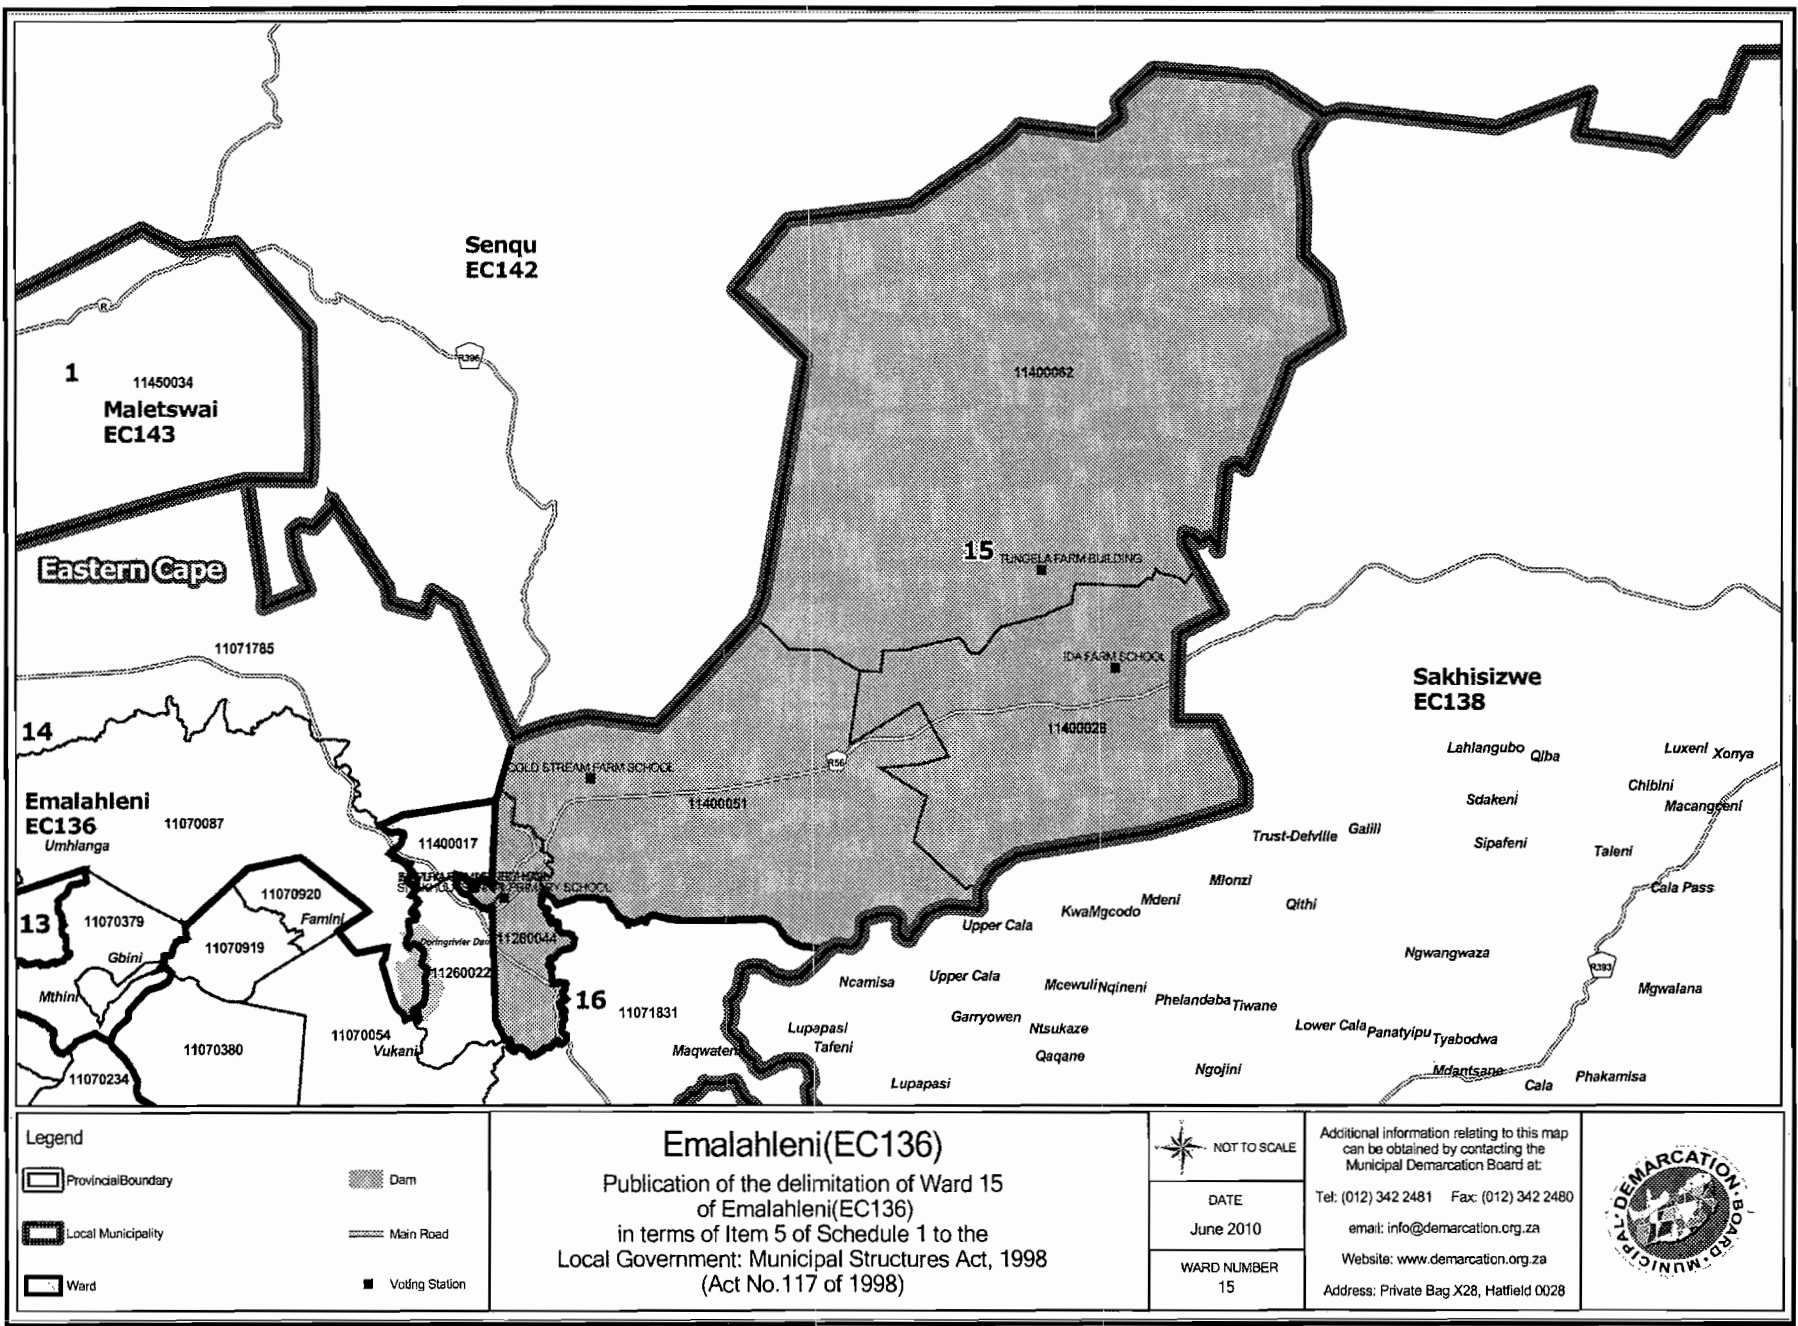 Senqu
EC142
R
R396
1
11450034
Maletswai
EC143
11400062
Eastern Cape
15
TUNGELA FARM BUILDING
11071785
IDA FARM SCHOOL
Sakhisizwe
EC138
14
11400028
Lahlangubo
Qiba
Luxeni
Xonya
COLD STREAM FARM SCHOOL
R56
Emalahleni
EC136
Umhlanga
11070087
11400051
Chibini
Sdakeni
Macangceni
Trust-Delville
Galili
Sipafeni
Taleni
11400017
PRIMARY SCHOOL
Mlonzi
Cala Pass
11070920
Mdeni
Qithi
KwaMgcodo
Famini
13
11070379
Upper Cala
11070919
11260044
Gbini
11260022
Ngwangwaza
R393
Mthini
Ncamisa
Upper Cala
Mcewuli
Nqineni
Mgwalana
16
Phelandaba
Tiwane
11071831
Garryowen
Lupapasi
Ntsukaze
Lower Cala
Panatyipu
Tyabodwa
11070054
Tafeni
11070380
Vukani
Qaqane
Ngojini
Mdantsane
11070234
Lupapasi
Cala
Phakamisa
Legend
ProvincialBoundary
Local Municipality
Ward
Dam
Main Road
Voting Station
Emalahleni(EC136)
Publication of the delimitation of Ward 15
of Emalahleni(EC136)
in terms of Item 5 of Schedule 1 to the
Local Government: Municipal Structures Act, 1998
(Act No.117 of 1998)
NOT TO SCALE
DATE
June 2010
WARD NUMBER
15
Additional information relating to this map
can be obtained by contacting the
Municipal Demarcation Board at:
Tel: (012) 342 2481 Fax: (012) 342 2480
email: info@demarcation.org.za
Website: www.demarcation.org.za
Address: Private Bag X28, Hatfield 0028
MUNICIPAL DEMARCATION BOARD